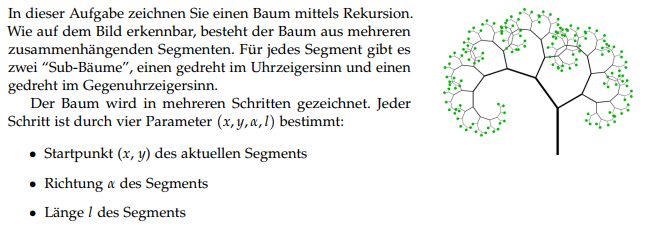 In dieser Aufgabe zeichnen Sie einen Baum mittels Rekursion.
Wie auf dem Bild erkennbar, besteht der Baum aus mehreren
zusammenhängenden Segmenten. Für jedes Segment gibt es
zwei “Sub-Bäume”, einen gedreht im Uhrzeigersinn und einen
gedreht im Gegenuhrzeigersinn.
Der Baum wird in mehreren Schritten gezeichnet. Jeder
Schritt ist durch vier Parameter (x, y, α, l) bestimmt:
• Startpunkt (x, y) des aktuellen Segments
• Richtung α des Segments
• Länge l des Segments